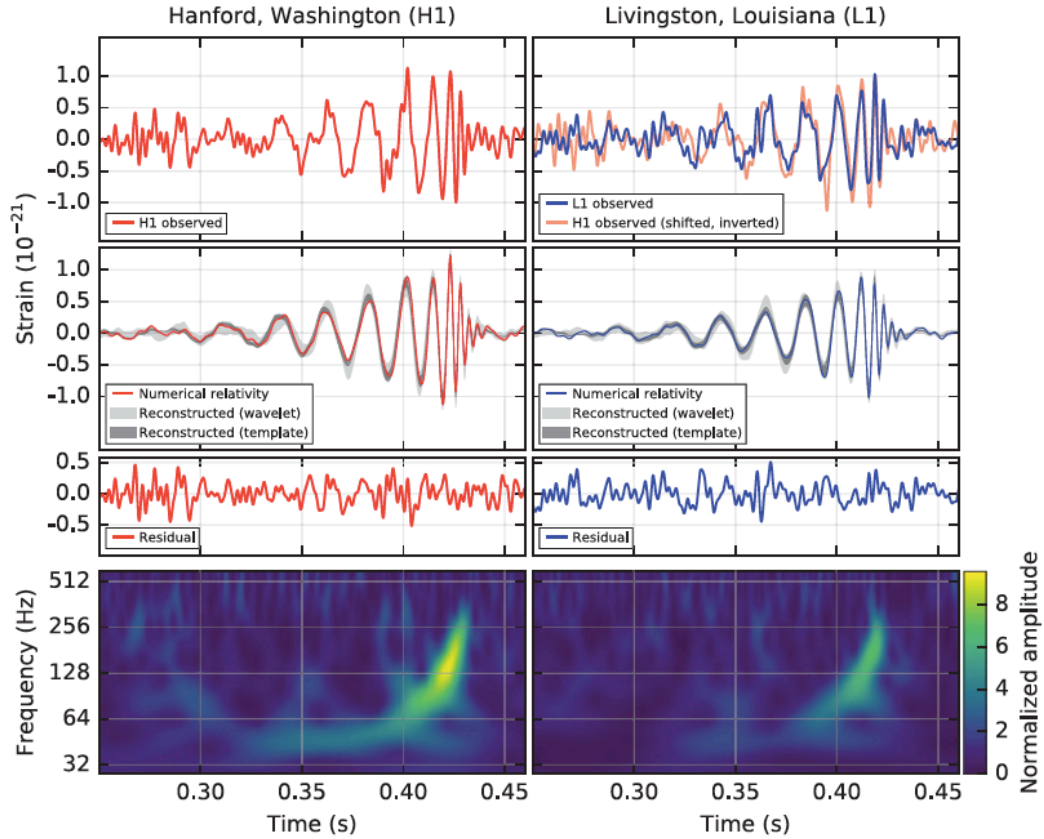 Hanford, Washington (H1)
Livingston, Louisiana (L1)
Strain (10⁻²¹)
1.0
0.5
0.0
-0.5
-1.0
H1 observed
L1 observed
H1 observed (shifted, inverted)
1.0
0.5
0.0
-0.5
-1.0
Numerical relativity
Reconstructed (wavelet)
Reconstructed (template)
Numerical relativity
Reconstructed (wavelet)
Reconstructed (template)
0.5
0.0
-0.5
Residual
Residual
Frequency (Hz)
512
256
128
64
32
0.30
0.35
0.40
0.45
Time (s)
0.30
0.35
0.40
0.45
Time (s)
8
6
4
2
0
Normalized amplitude